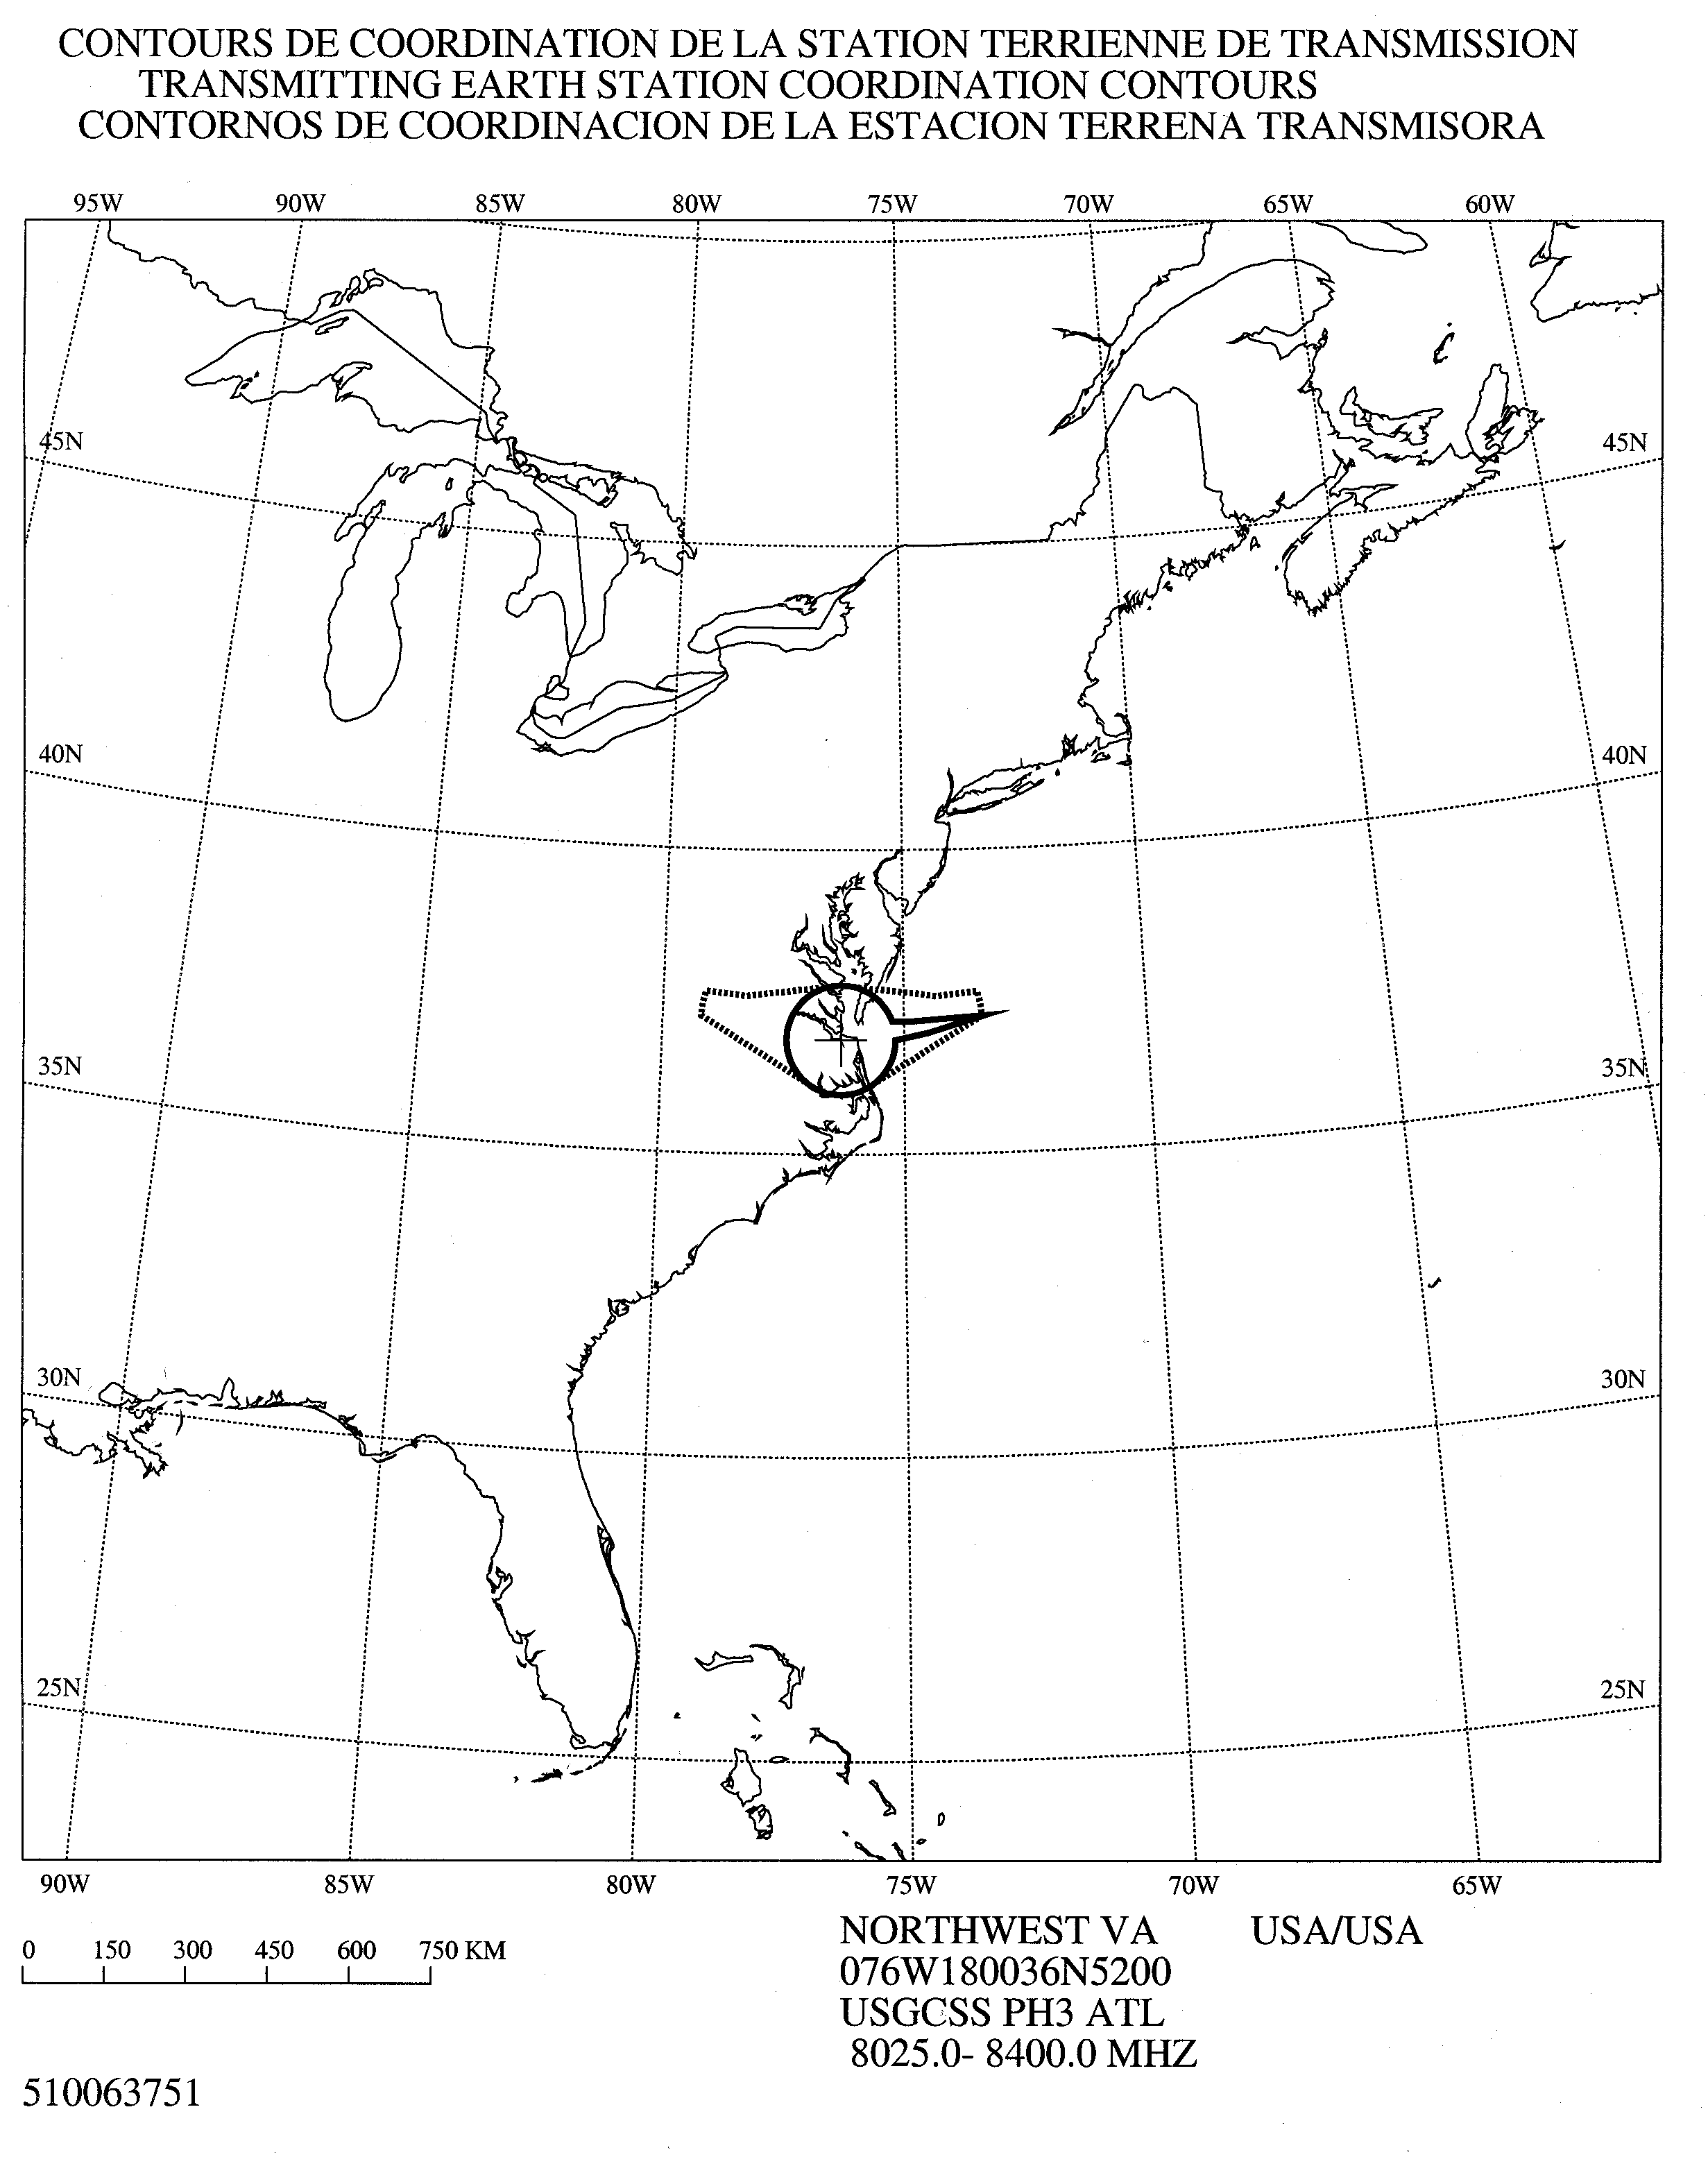 CONTOURS DE COORDINATION DE LA STATION TERRIENNE DE TRANSMISSION
TRANSMITTING EARTH STATION COORDINATION CONTOURS
CONTORNOS DE COORDINACION DE LA ESTACION TERRENA TRANSMISORA
95W 90W 85W 80W 75W 70W 65W 60W
45N 45N
40N 40N
35N 35N
30N 30N
25N 25N
90W 85W 80W 75W 70W 65W
0 150 300 450 600 750 KM
NORTHWEST VA USA/USA
076W180036N5200
USGCSS PH3 ATL
8025.0- 8400.0 MHZ
510063751